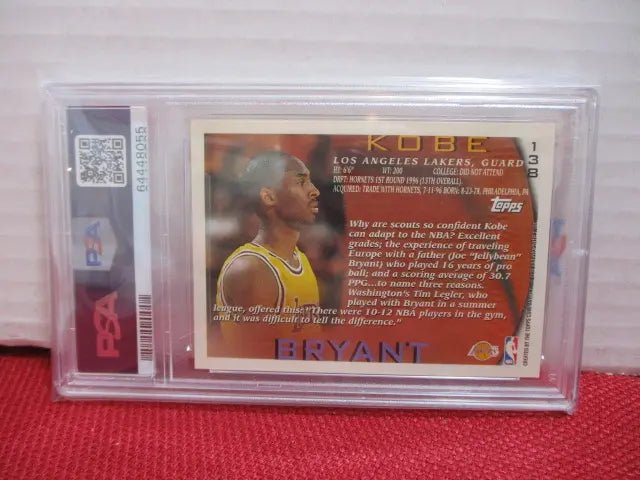 64448055
PSA
PSA
KOBE
138
LOS ANGELES LAKERS, GUARD
HT: 6'6" WT: 200 COLLEGE: DID NOT ATTEND
DRFT: HORNETS 1ST ROUND 1996 (13TH OVERALL)
ACQUIRED: TRADE WITH HORNETS, 7-11-96 BORN: 8-23-78, PHILADELPHIA, PA
Topps
Why are scouts so confident Kobe
can adapt to the NBA? Excellent
grades; the experience of traveling
Europe with a father (Joe "Jellybean"
Bryant) who played 16 years of pro
ball; and a scoring average of 30.7
PPG...to name three reasons.
Washington's Tim Legler, who
played with Bryant in a summer
league, offered this: "There were 10-12 NBA players in the gym,
and it was difficult to tell the difference."
BRYANT
NBA